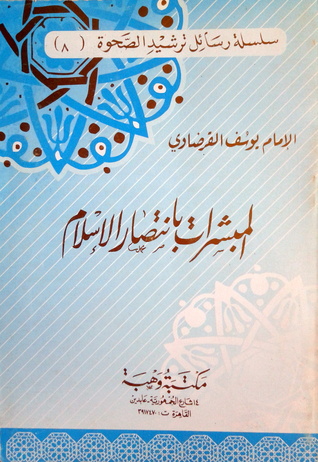 سلسلة رسائل ترشيد الصحوة (٨)
الإمام يوسف القرضاوي
المبشرات بانتصار الإسلام
مكتبة وهبة
١٤ شارع الجمهورية - عابدين
القاهرة ت: ٣٩١٧٤٧٠